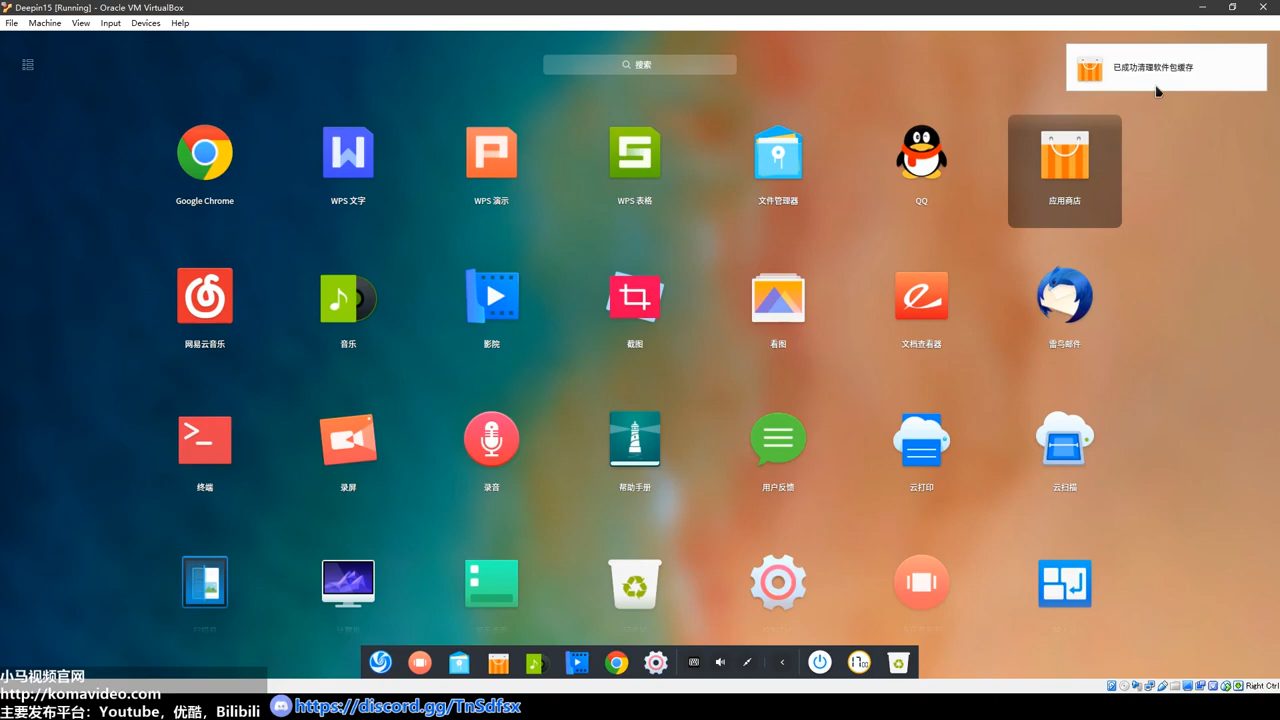 Deepin15 [Running] - Oracle VM VirtualBox
File Machine View Input Devices Help
搜索
已成功清理软件包缓存
Google Chrome
WPS 文字
WPS 演示
WPS 表格
文件管理器
QQ
应用商店
网易云音乐
音乐
影院
截图
看图
文档查看器
雷鸟邮件
终端
录屏
录音
帮助手册
用户反馈
云打印
云扫描
小马视频官网
http://komavideo.com
主要发布平台：Youtube，优酷，Bilibili
https://discord.gg/TnSdfsx
Right Ctrl